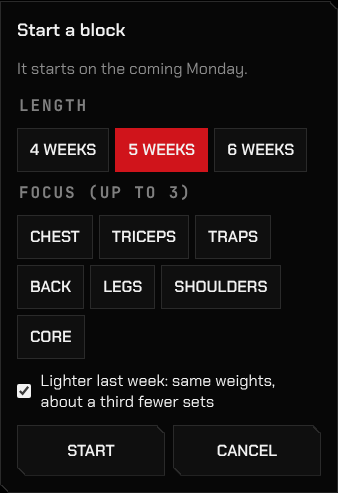 Start a block
It starts on the coming Monday.
LENGTH
4 WEEKS 5 WEEKS 6 WEEKS
FOCUS (UP TO 3)
CHEST TRICEPS TRAPS
BACK LEGS SHOULDERS
CORE
Lighter last week: same weights,
about a third fewer sets
START CANCEL